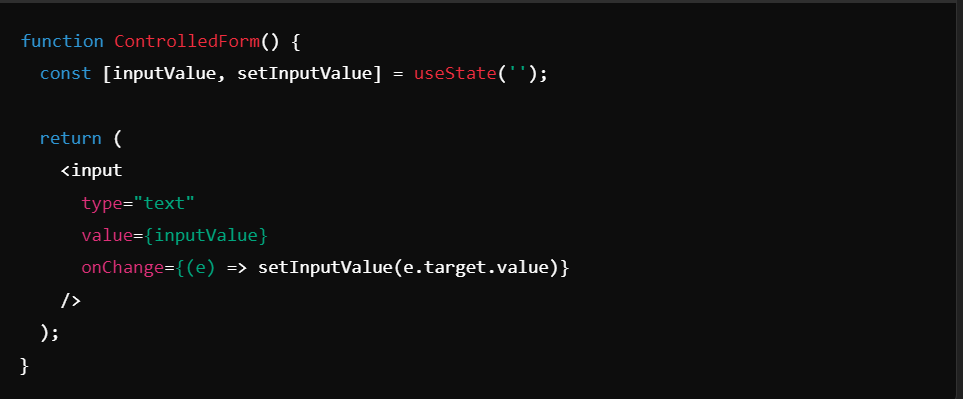 function ControlledForm() {
  const [inputValue, setInputValue] = useState('');
  return (
    <input
      type="text"
      value={inputValue}
      onChange={(e) => setInputValue(e.target.value)}
    />
  );
}